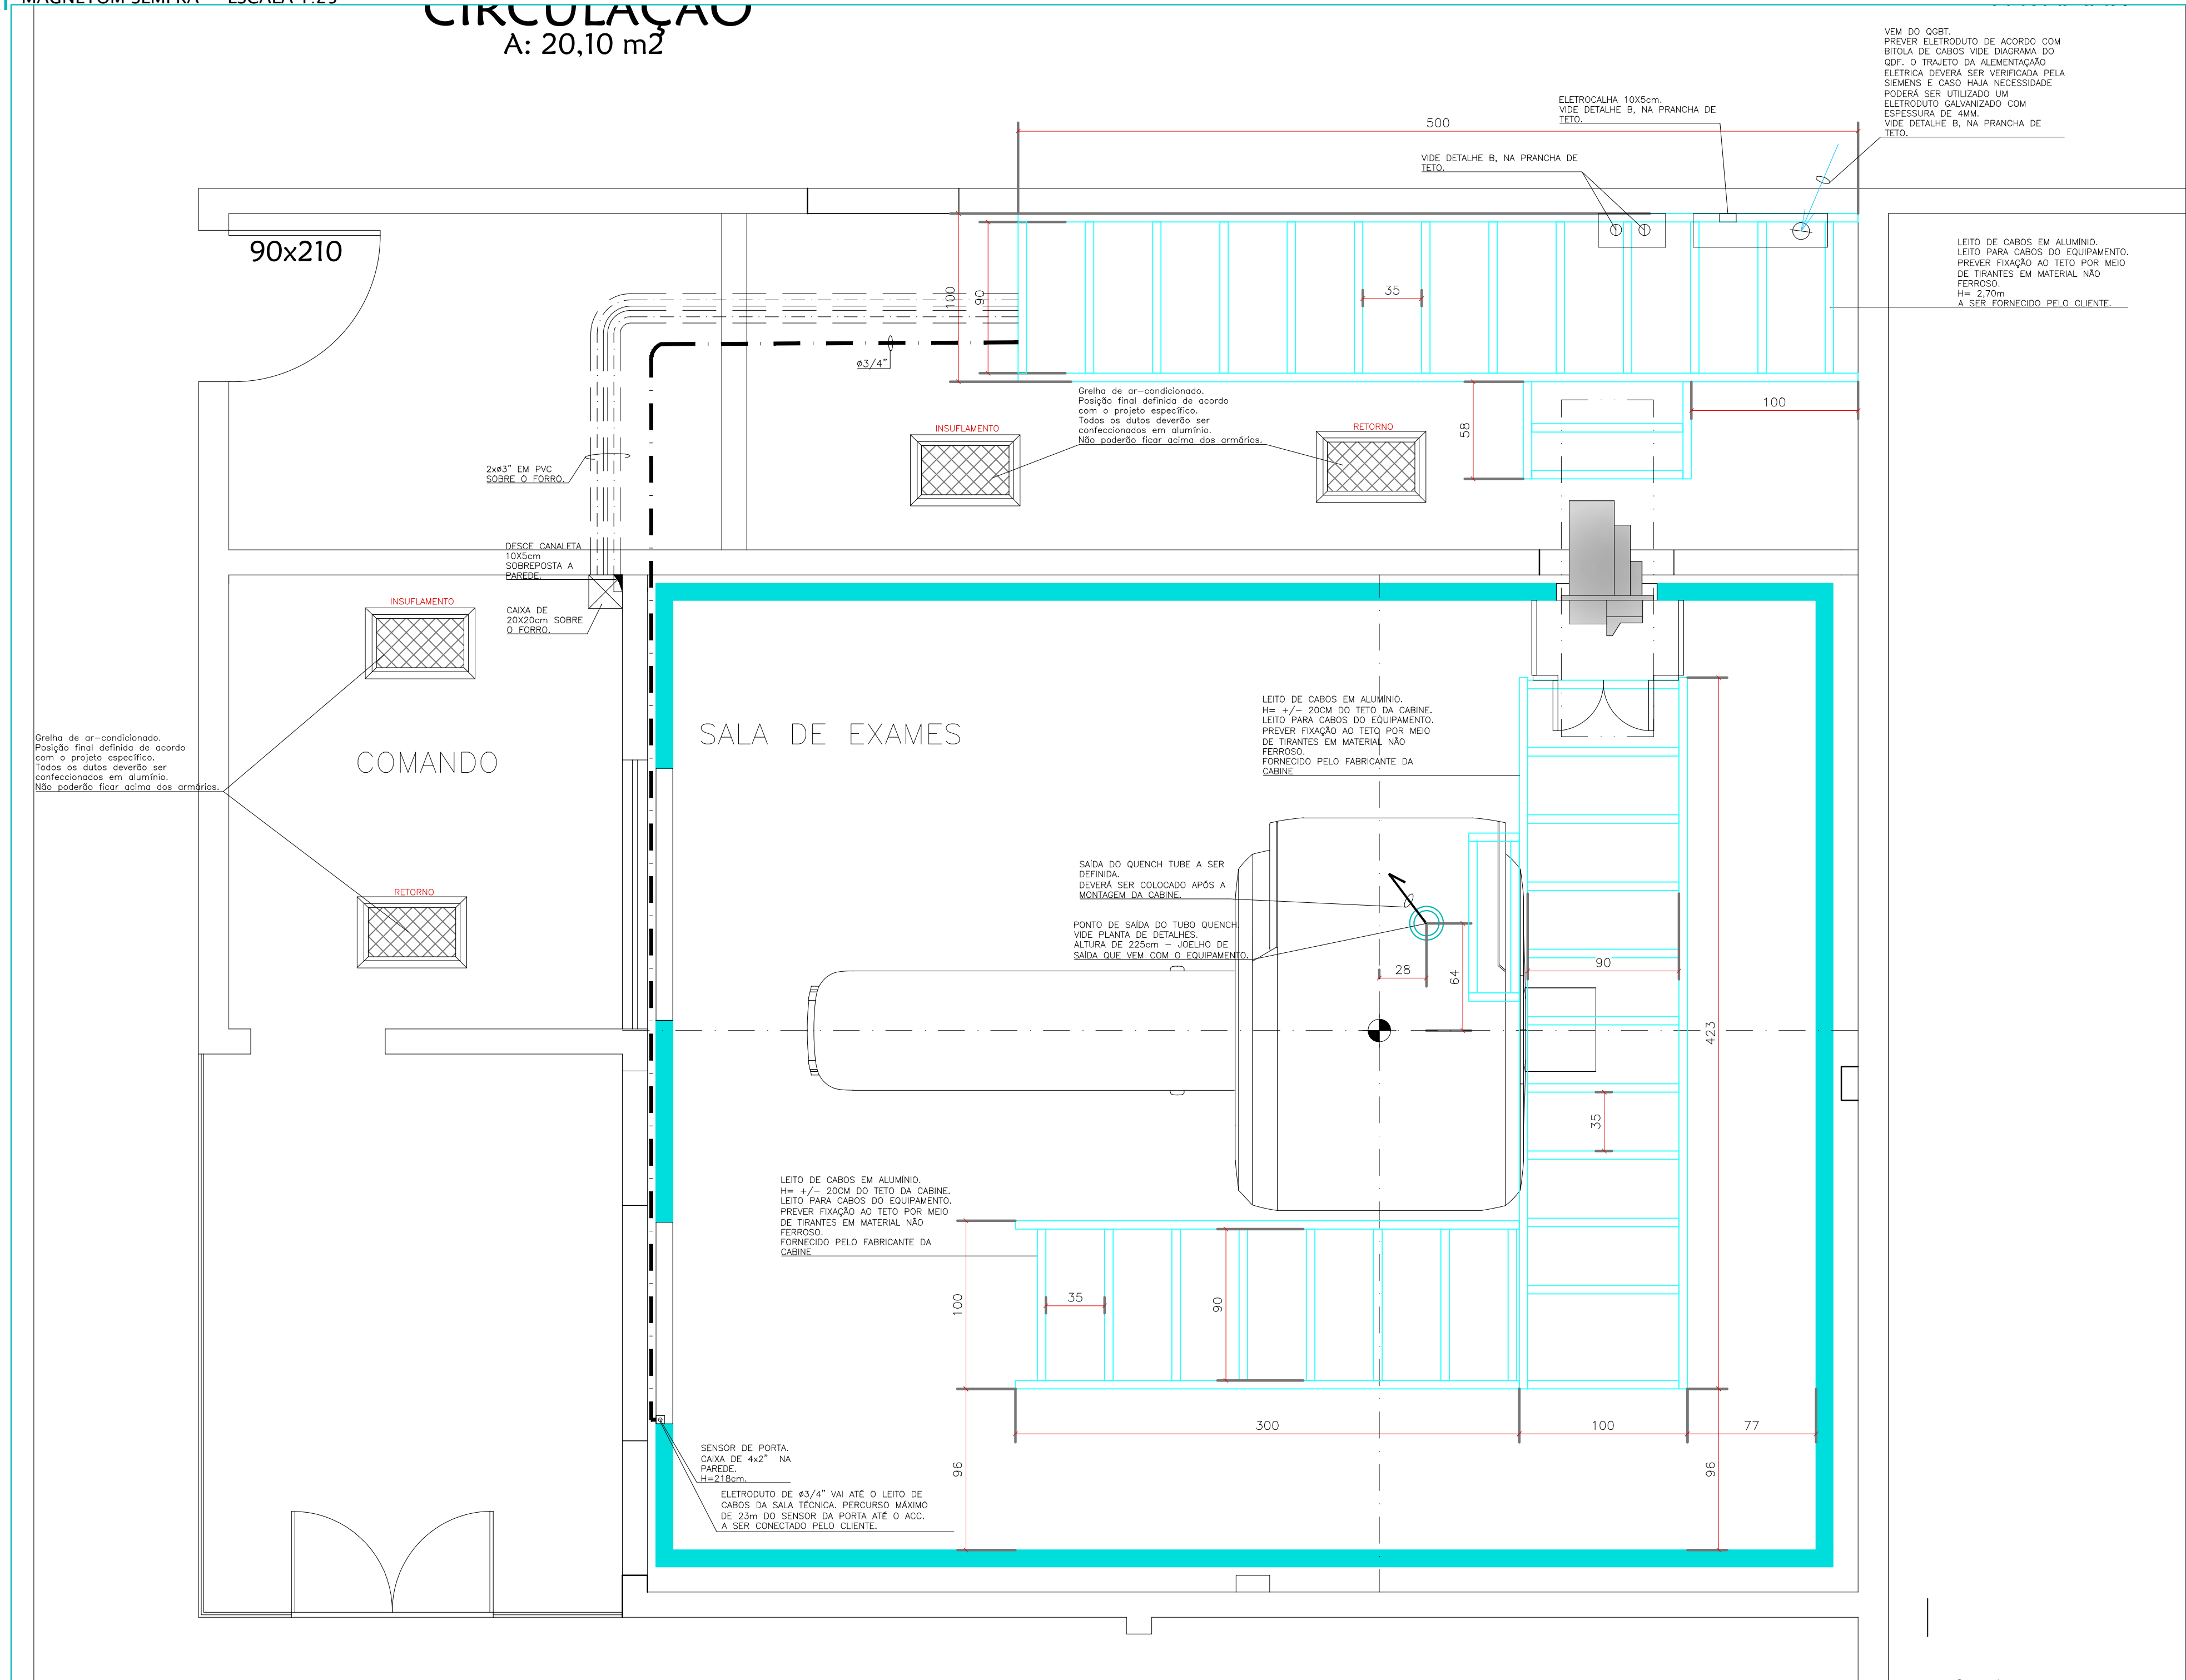 MAGNETOM SEMPRA
ESCALA 1:25
CIRCULAÇÃO
A: 20,10 m2
VEM DO QGBT.
PREVER ELETRODUTO DE ACORDO COM
BITOLA DE CABOS VIDE DIAGRAMA DO
QDF. O TRAJETO DA ALEMENTAÇAÃO
ELETRICA DEVERÁ SER VERIFICADA PELA
SIEMENS E CASO HAJA NECESSIDADE
PODERÁ SER UTILIZADO UM
ELETRODUTO GALVANIZADO COM
ESPESSURA DE 4MM.
VIDE DETALHE B, NA PRANCHA DE
TETO.
ELETROCALHA 10X5cm.
VIDE DETALHE B, NA PRANCHA DE
TETO.
500
VIDE DETALHE B, NA PRANCHA DE
TETO.
90x210
LEITO DE CABOS EM ALUMÍNIO.
LEITO PARA CABOS DO EQUIPAMENTO.
PREVER FIXAÇÃO AO TETO POR MEIO
DE TIRANTES EM MATERIAL NÃO
FERROSO.
H= 2,70m
A SER FORNECIDO PELO CLIENTE.
100
90
35
ø3/4"
Grelha de ar-condicionado.
Posição final definida de acordo
com o projeto específico.
Todos os dutos deverão ser
confeccionados em alumínio.
Não poderão ficar acima dos armários.
100
58
INSUFLAMENTO
RETORNO
2xø3" EM PVC
SOBRE O FORRO.
DESCE CANALETA
10X5cm
SOBREPOSTA A
PAREDE.
INSUFLAMENTO
CAIXA DE
20X20cm SOBRE
O FORRO.
LEITO DE CABOS EM ALUMÍNIO.
H= +/- 20CM DO TETO DA CABINE.
LEITO PARA CABOS DO EQUIPAMENTO.
PREVER FIXAÇÃO AO TETO POR MEIO
DE TIRANTES EM MATERIAL NÃO
FERROSO.
FORNECIDO PELO FABRICANTE DA
CABINE
SALA DE EXAMES
COMANDO
Grelha de ar-condicionado.
Posição final definida de acordo
com o projeto específico.
Todos os dutos deverão ser
confeccionados em alumínio.
Não poderão ficar acima dos armários.
RETORNO
SAÍDA DO QUENCH TUBE A SER
DEFINIDA.
DEVERÁ SER COLOCADO APÓS A
MONTAGEM DA CABINE.
PONTO DE SAÍDA DO TUBO QUENCH.
VIDE PLANTA DE DETALHES.
ALTURA DE 225cm - JOELHO DE
SAÍDA QUE VEM COM O EQUIPAMENTO.
28
64
90
423
35
LEITO DE CABOS EM ALUMÍNIO.
H= +/- 20CM DO TETO DA CABINE.
LEITO PARA CABOS DO EQUIPAMENTO.
PREVER FIXAÇÃO AO TETO POR MEIO
DE TIRANTES EM MATERIAL NÃO
FERROSO.
FORNECIDO PELO FABRICANTE DA
CABINE
100
35
90
300
100
77
96
96
SENSOR DE PORTA.
CAIXA DE 4x2" NA
PAREDE.
H=218cm.
ELETRODUTO DE ø3/4" VAI ATÉ O LEITO DE
CABOS DA SALA TÉCNICA. PERCURSO MÁXIMO
DE 23m DO SENSOR DA PORTA ATÉ O ACC.
A SER CONECTADO PELO CLIENTE.